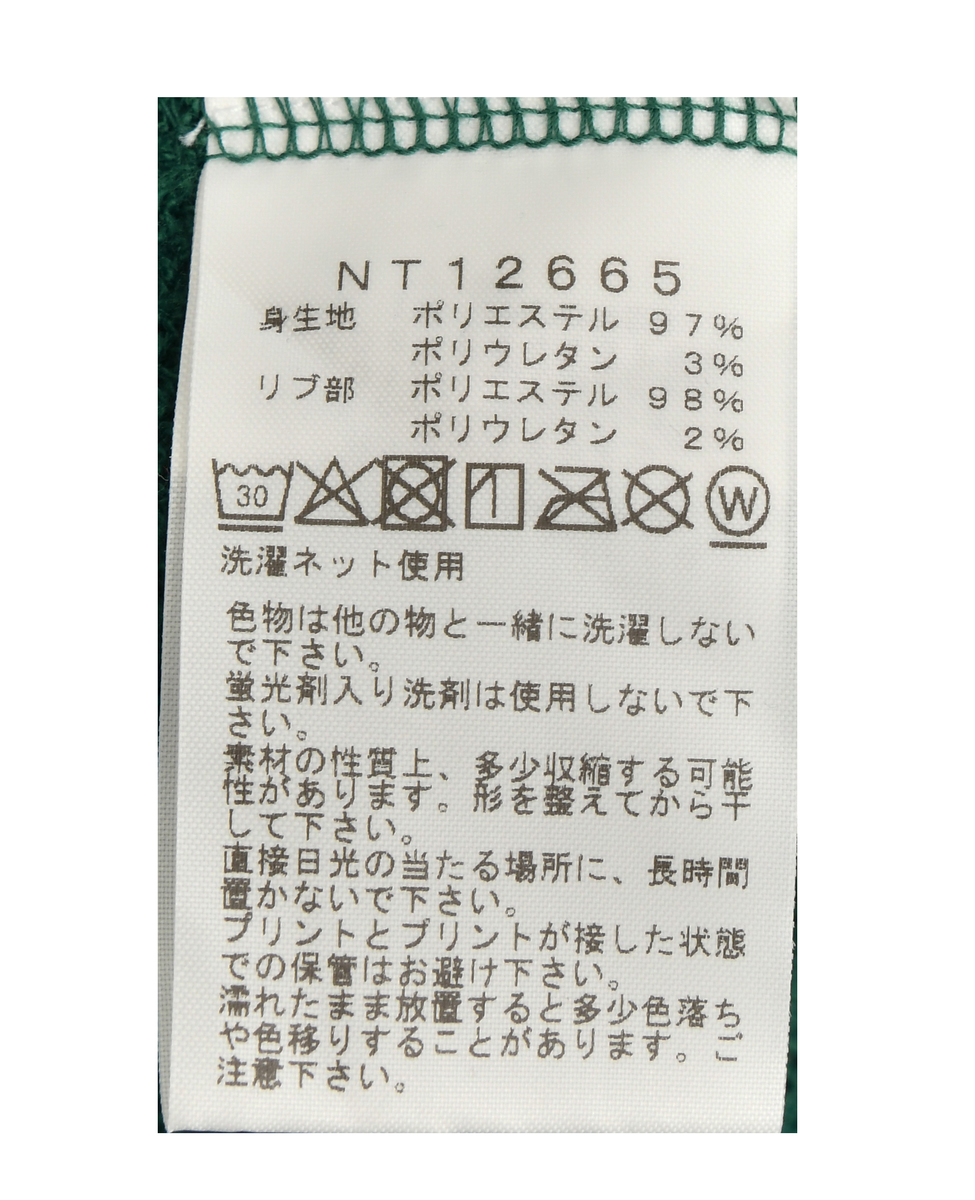 NT12665
身生地 ポリエステル 97%
ポリウレタン 3%
リブ部 ポリエステル 98%
ポリウレタン 2%
30 W
洗濯ネット使用
色物は他の物と一緒に洗濯しない
で下さい。
蛍光剤入り洗剤は使用しないで下
さい。
素材の性質上、多少収縮する可能
性があります。形を整えてから干
して下さい。
直接日光の当たる場所に、長時間
置かないで下さい。
プリントとプリントが接した状態
での保管はお避け下さい。
濡れたまま放置すると多少色落ち
や色移りすることがあります。ご
注意下さい。